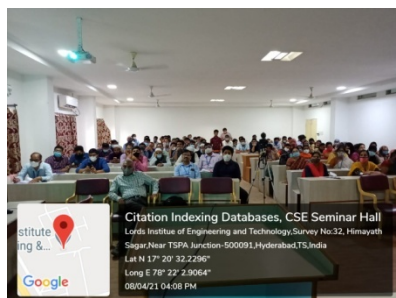 stitute
ing &...
Google
Citation Indexing Databases, CSE Seminar Hall
Lords Institue of Engineering and Technology,Survey No:32, Himayath
Sagar,Near TSPA Junction-500091,Hyderabad,TS,India
Lat N 17° 20' 32.2296"
Long E 78° 22' 2.9064"
08/04/21 04:08 PM